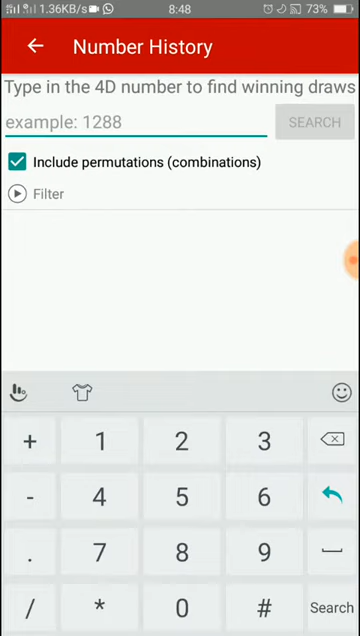 1.36KB/s 8:48 73%
Number History
Type in the 4D number to find winning draws
example: 1288 SEARCH
Include permutations (combinations)
Filter
+ 1 2 3
- 4 5 6
. 7 8 9
/ * 0 # Search